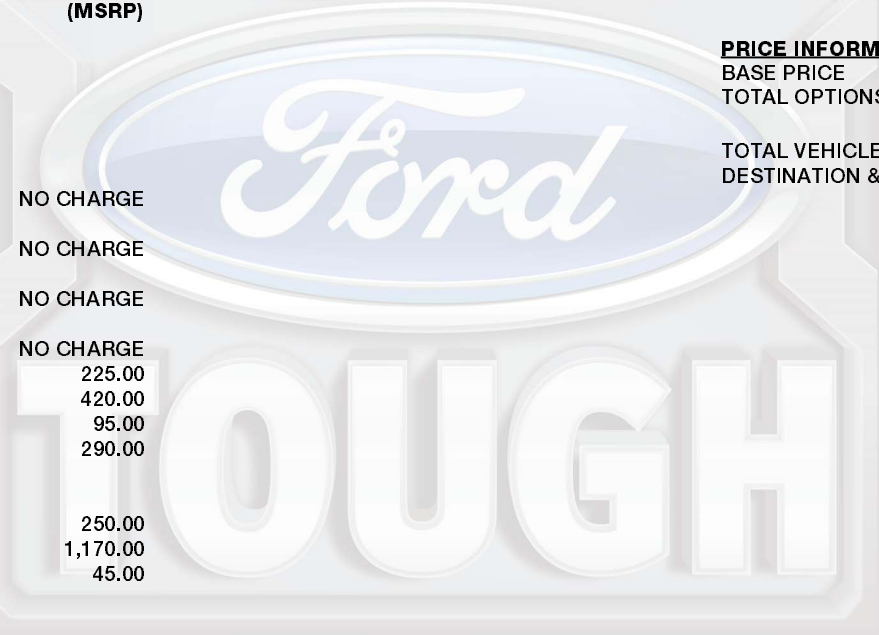 (MSRP)
PRICE INFORM
BASE PRICE
TOTAL OPTIONS
TOTAL VEHICLE
DESTINATION &
NO CHARGE
NO CHARGE
NO CHARGE
NO CHARGE
225.00
420.00
95.00
290.00
250.00
1,170.00
45.00
Ford
TOUGH